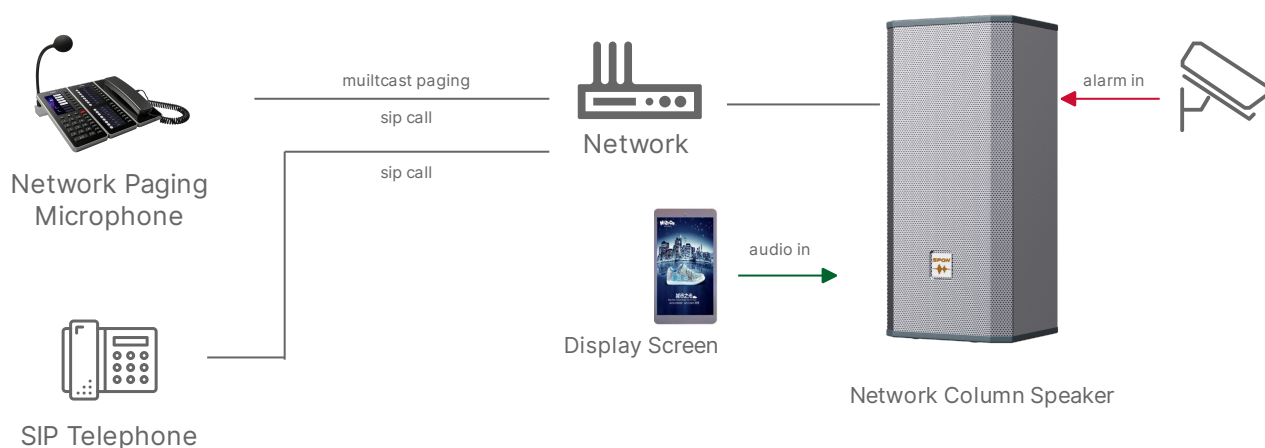 muiltcast paging
alarm in
sip call
Network
sip call
Network Paging
Microphone
audio in
SPON
Display Screen
Network Column Speaker
SIP Telephone